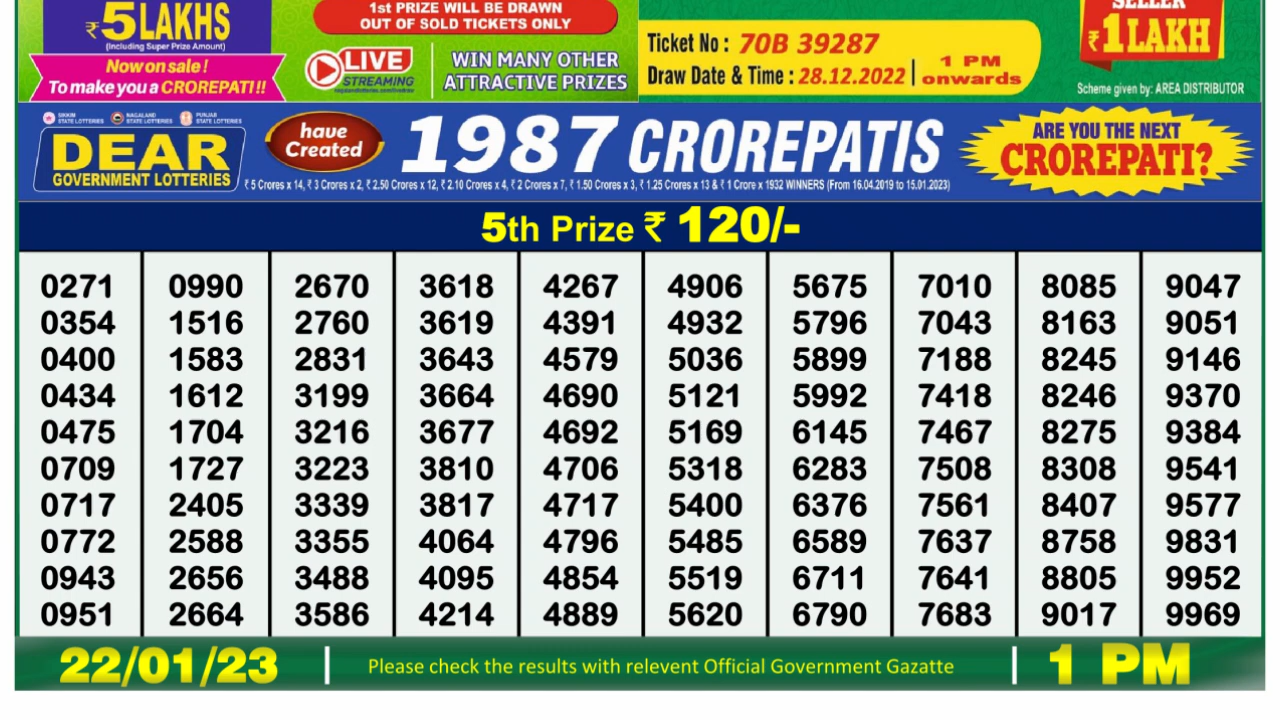 ₹5 LAKHS
(Including Super Prize Amount)
Now on sale !
To make you a CROREPATI !!
1st PRIZE WILL BE DRAWN
OUT OF SOLD TICKETS ONLY
LIVE
STREAMING
WIN MANY OTHER
ATTRACTIVE PRIZES
Ticket No : 70B 39287
Draw Date & Time : 28.12.2022 | 1 PM onwards
SELLER
₹1 LAKH
Scheme given by: AREA DISTRIBUTOR
SIKKIM STATE LOTTERIES NAGALAND STATE LOTTERIES PUNJAB STATE LOTTERIES
DEAR
GOVERNMENT LOTTERIES
have
Created
1987 CROREPATIS
₹ 5 Crores x 14, ₹ 3 Crores x 2, ₹ 2.50 Crores x 12, ₹ 2.10 Crores x 4, ₹ 2 Crores x 7, ₹ 1.50 Crores x 3, ₹ 1.25 Crores x 13 & ₹ 1 Crore x 1932 WINNERS (From 16.04.2019 to 15.01.2023)
ARE YOU THE NEXT
CROREPATI?
5th Prize ₹ 120/-
0271 0990 2670 3618 4267 4906 5675 7010 8085 9047
0354 1516 2760 3619 4391 4932 5796 7043 8163 9051
0400 1583 2831 3643 4579 5036 5899 7188 8245 9146
0434 1612 3199 3664 4690 5121 5992 7418 8246 9370
0475 1704 3216 3677 4692 5169 6145 7467 8275 9384
0709 1727 3223 3810 4706 5318 6283 7508 8308 9541
0717 2405 3339 3817 4717 5400 6376 7561 8407 9577
0772 2588 3355 4064 4796 5485 6589 7637 8758 9831
0943 2656 3488 4095 4854 5519 6711 7641 8805 9952
0951 2664 3586 4214 4889 5620 6790 7683 9017 9969
22/01/23 | Please check the results with relevent Official Government Gazatte | 1 PM